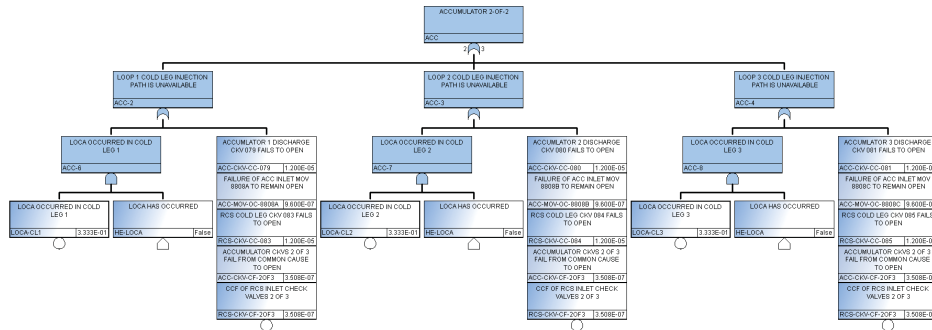 ACCUMULATOR 2-OF-2
ACC
2 3
LOOP 1 COLD LEG INJECTION
PATH IS UNAVAILABLE
ACC-2
LOOP 2 COLD LEG INJECTION
PATH IS UNAVAILABLE
ACC-3
LOOP 3 COLD LEG INJECTION
PATH IS UNAVAILABLE
ACC-4
LOCA OCCURRED IN COLD
LEG 1
ACC-6
ACCUMLATOR 1 DISCHARGE
CKV 079 FAILS TO OPEN
ACC-CKV-CC-079 1.200E-05
FAILURE OF ACC INLET MOV
8808A TO REMAIN OPEN
ACC-MOV-OC-8808A 9.600E-07
RCS COLD LEG CKV 083 FAILS
TO OPEN
RCS-CKV-CC-083 1.200E-05
ACCUMULATOR CKVS 2 OF 3
FAIL FROM COMMON CAUSE
TO OPEN
ACC-CKV-CF-2OF3 3.508E-07
CCF OF RCS INLET CHECK
VALVES 2 OF 3
RCS-CKV-CF-2OF3 3.508E-07
LOCA OCCURRED IN COLD
LEG 1
LOCA-CL1 3.333E-01
LOCA HAS OCCURRED
HE-LOCA False
LOCA OCCURRED IN COLD
LEG 2
ACC-7
ACCUMULATOR 2 DISCHARGE
CKV 080 FAILS TO OPEN
ACC-CKV-CC-080 1.200E-05
FAILURE OF ACC INLET MOV
8808B TO REMAIN OPEN
ACC-MOV-OC-8808B 9.600E-07
RCS COLD LEG CKV 084 FAILS
TO OPEN
RCS-CKV-CC-084 1.200E-05
ACCUMULATOR CKVS 2 OF 3
FAIL FROM COMMON CAUSE
TO OPEN
ACC-CKV-CF-2OF3 3.508E-07
CCF OF RCS INLET CHECK
VALVES 2 OF 3
RCS-CKV-CF-2OF3 3.508E-07
LOCA OCCURRED IN COLD
LEG 2
LOCA-CL2 3.333E-01
LOCA HAS OCCURRED
HE-LOCA False
LOCA OCCURRED IN COLD
LEG 3
ACC-8
ACCUMULATOR 3 DISCHARGE
CKV 081 FAILS TO OPEN
ACC-CKV-CC-081 1.200E-0
FAILURE OF ACC INLET MOV
8808C TO REMAIN OPEN
ACC-MOV-OC-8808C 9.600E-0
RCS COLD LEG CKV 085 FAILS
TO OPEN
RCS-CKV-CC-085 1.200E-0
ACCUMULATOR CKVS 2 OF 3
FAIL FROM COMMON CAUSE
TO OPEN
ACC-CKV-CF-2OF3 3.508E-0
CCF OF RCS INLET CHECK
VALVES 2 OF 3
RCS-CKV-CF-2OF3 3.508E-0
LOCA OCCURRED IN COLD
LEG 3
LOCA-CL3 3.333E-01
LOCA HAS OCCURRED
HE-LOCA False